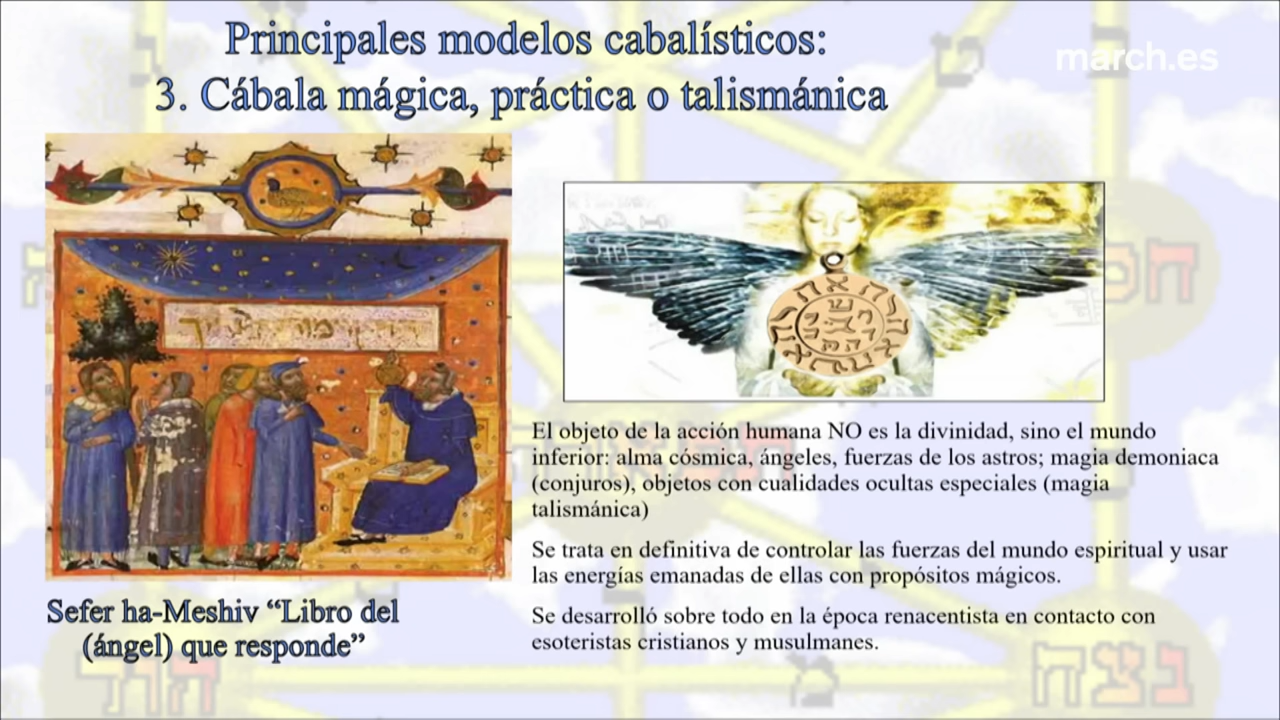 Principales modelos cabalísticos:
3. Cábala mágica, práctica o talismánica
march.es
El objeto de la acción humana NO es la divinidad, sino el mundo
inferior: alma cósmica, ángeles, fuerzas de los astros; magia demoniaca
(conjuros), objetos con cualidades ocultas especiales (magia
talismánica)
Se trata en definitiva de controlar las fuerzas del mundo espiritual y usar
las energías emanadas de ellas con propósitos mágicos.
Se desarrolló sobre todo en la época renacentista en contacto con
esoteristas cristianos y musulmanes.
Sefer ha-Meshiv “Libro del
(ángel) que responde”
הוד
נצח